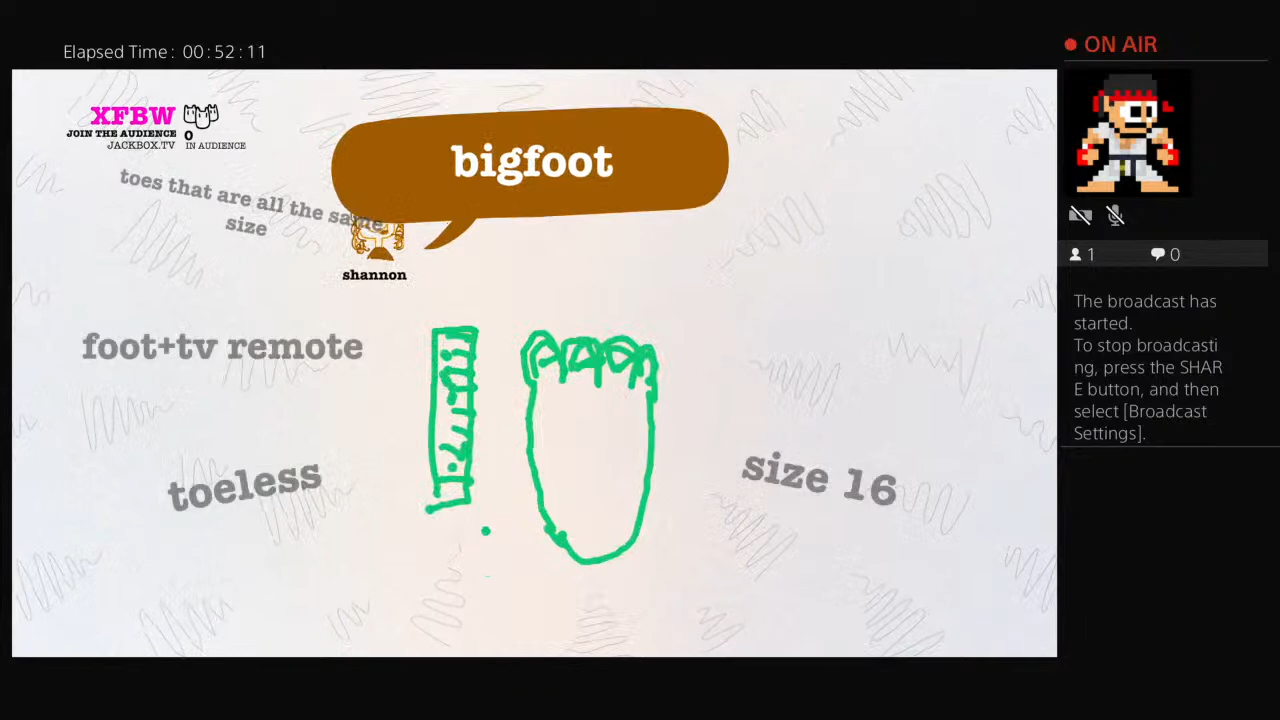 Elapsed Time: 00:52:11
ON AIR
XFBW
JOIN THE AUDIENCE
0
JACKBOX.TV
IN AUDIENCE
bigfoot
toes that are all the same
size
shannon
foot+tv remote
toeless
size 16
1
0
The broadcast has
started.
To stop broadcasti
ng, press the SHAR
E button, and then
select [Broadcast
Settings].